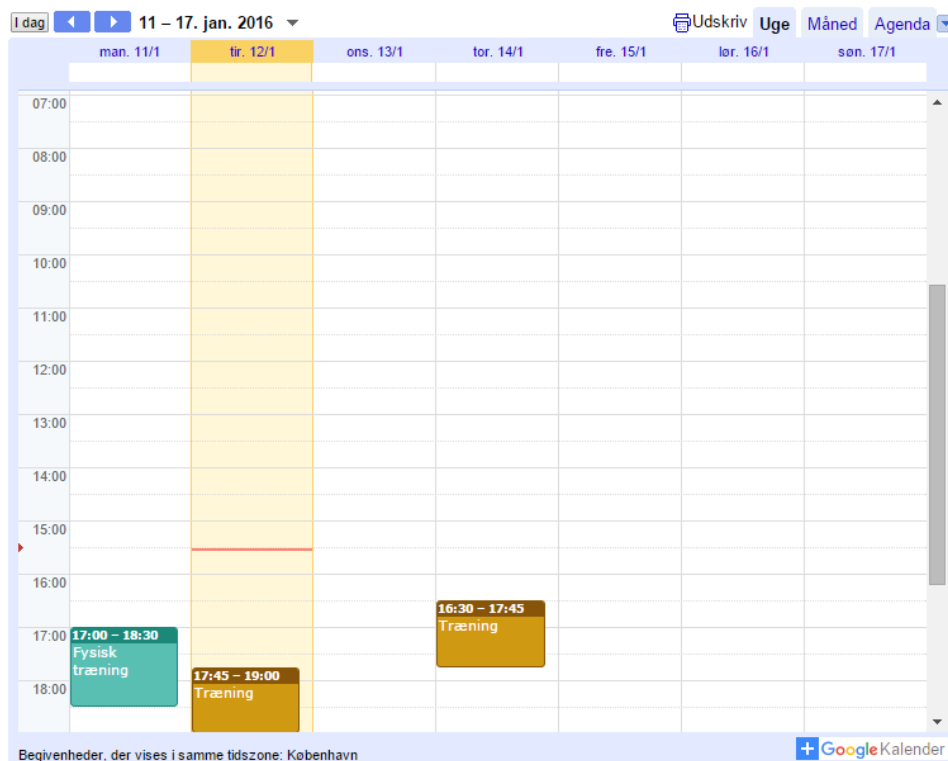 I dag 11 – 17. jan. 2016 Udskriv Uge Måned Agenda
man. 11/1 tir. 12/1 ons. 13/1 tor. 14/1 fre. 15/1 lør. 16/1 søn. 17/1
07:00
08:00
09:00
10:00
11:00
12:00
13:00
14:00
15:00
16:00
16:30 – 17:45
Træning
17:00
17:00 – 18:30
Fysisk
træning
17:45 – 19:00
Træning
18:00
Begivenheder, der vises i samme tidszone: København
Google Kalender